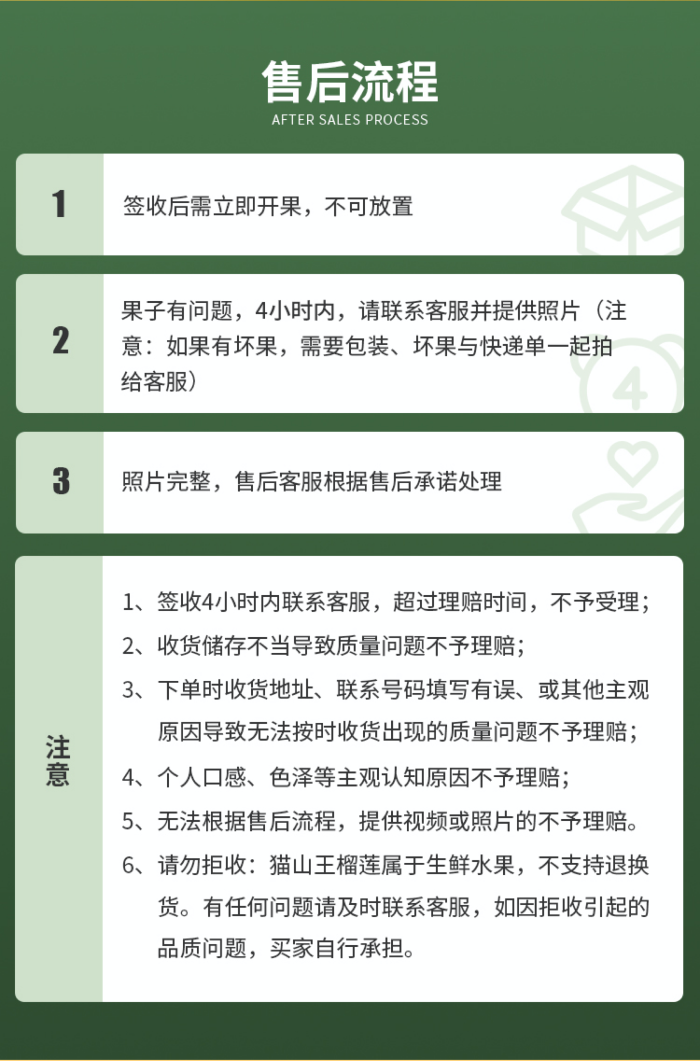 售后流程
AFTER SALES PROCESS
1
签收后需立即开果，不可放置
2
果子有问题，4小时内，请联系客服并提供照片（注
意：如果有坏果，需要包装、坏果与快递单一起拍
给客服）
4
3
照片完整，售后客服根据售后承诺处理
注
意
1、签收4小时内联系客服，超过理赔时间，不予受理；
2、收货储存不当导致质量问题不予理赔；
3、下单时收货地址、联系号码填写有误、或其他主观
原因导致无法按时收货出现的质量问题不予理赔；
4、个人口感、色泽等主观认知原因不予理赔；
5、无法根据售后流程，提供视频或照片的不予理赔。
6、请勿拒收：猫山王榴莲属于生鲜水果，不支持退换
货。有任何问题请及时联系客服，如因拒收引起的
品质问题，买家自行承担。